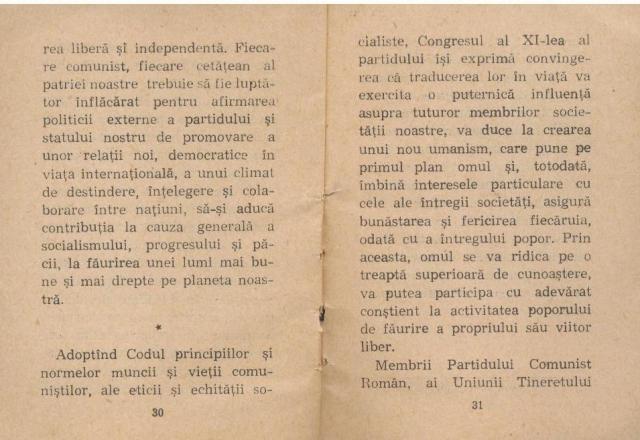 rea liberă și independentă. Fieca-
re comunist, fiecare cetățean al
patriei noastre trebuie să fie luptă-
tor înflăcărat pentru afirmarea
politicii externe a partidului și
statului nostru de promovare a
unor relații noi, democratice în
viața internațională, a unui climat
de destindere, înțelegere și cola-
borare între națiuni, să-și aducă
contribuția la cauza generală a
socialismului, progresului și pă-
cii, la făurirea unei lumi mai bu-
ne și mai drepte pe planeta noas-
tră.
*
Adoptînd Codul principiilor și
normelor muncii și vieții comu-
niștilor, ale eticii și echității so-
30
cialiste, Congresul al XI-lea al
partidului își exprimă convinge-
rea că traducerea lor în viață va
exercita o puternică influență
asupra tuturor membrilor socie-
tății noastre, va duce la crearea
unui nou umanism, care pune pe
primul plan omul și, totodată,
îmbină interesele particulare cu
cele ale întregii societăți, asigură
bunăstarea și fericirea fiecăruia,
odată cu a întregului popor. Prin
aceasta, omul se va ridica pe o
treaptă superioară de cunoaștere,
va putea participa cu adevărat
conștient la activitatea poporului
de făurire a propriului său viitor
liber.
Membrii Partidului Comunist
Român, ai Uniunii Tineretului
31